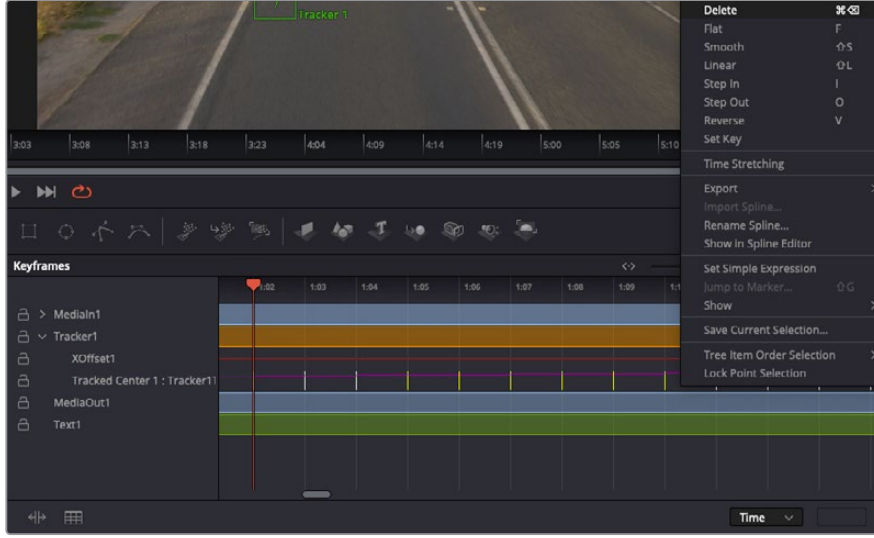 Tracker 1
Delete ⌘⌫
Flat F
Smooth ⇧S
Linear ⇧L
Step In I
Step Out O
Reverse V
Set Key
Time Stretching
Export
Import Spline...
Rename Spline...
Show in Spline Editor
Set Simple Expression
Jump to Marker... ⇧G
Show
Save Current Selection...
Tree Item Order Selection
Lock Point Selection
3:03 3:08 3:13 3:18 3:23 4:04 4:09 4:14 4:19 5:00 5:05 5:10
Keyframes
1:02 1:03 1:04 1:05 1:06 1:07 1:08 1:09
MediaIn1
Tracker1
XOffset1
Tracked Center 1 : Tracker1
MediaOut1
Text1
Time